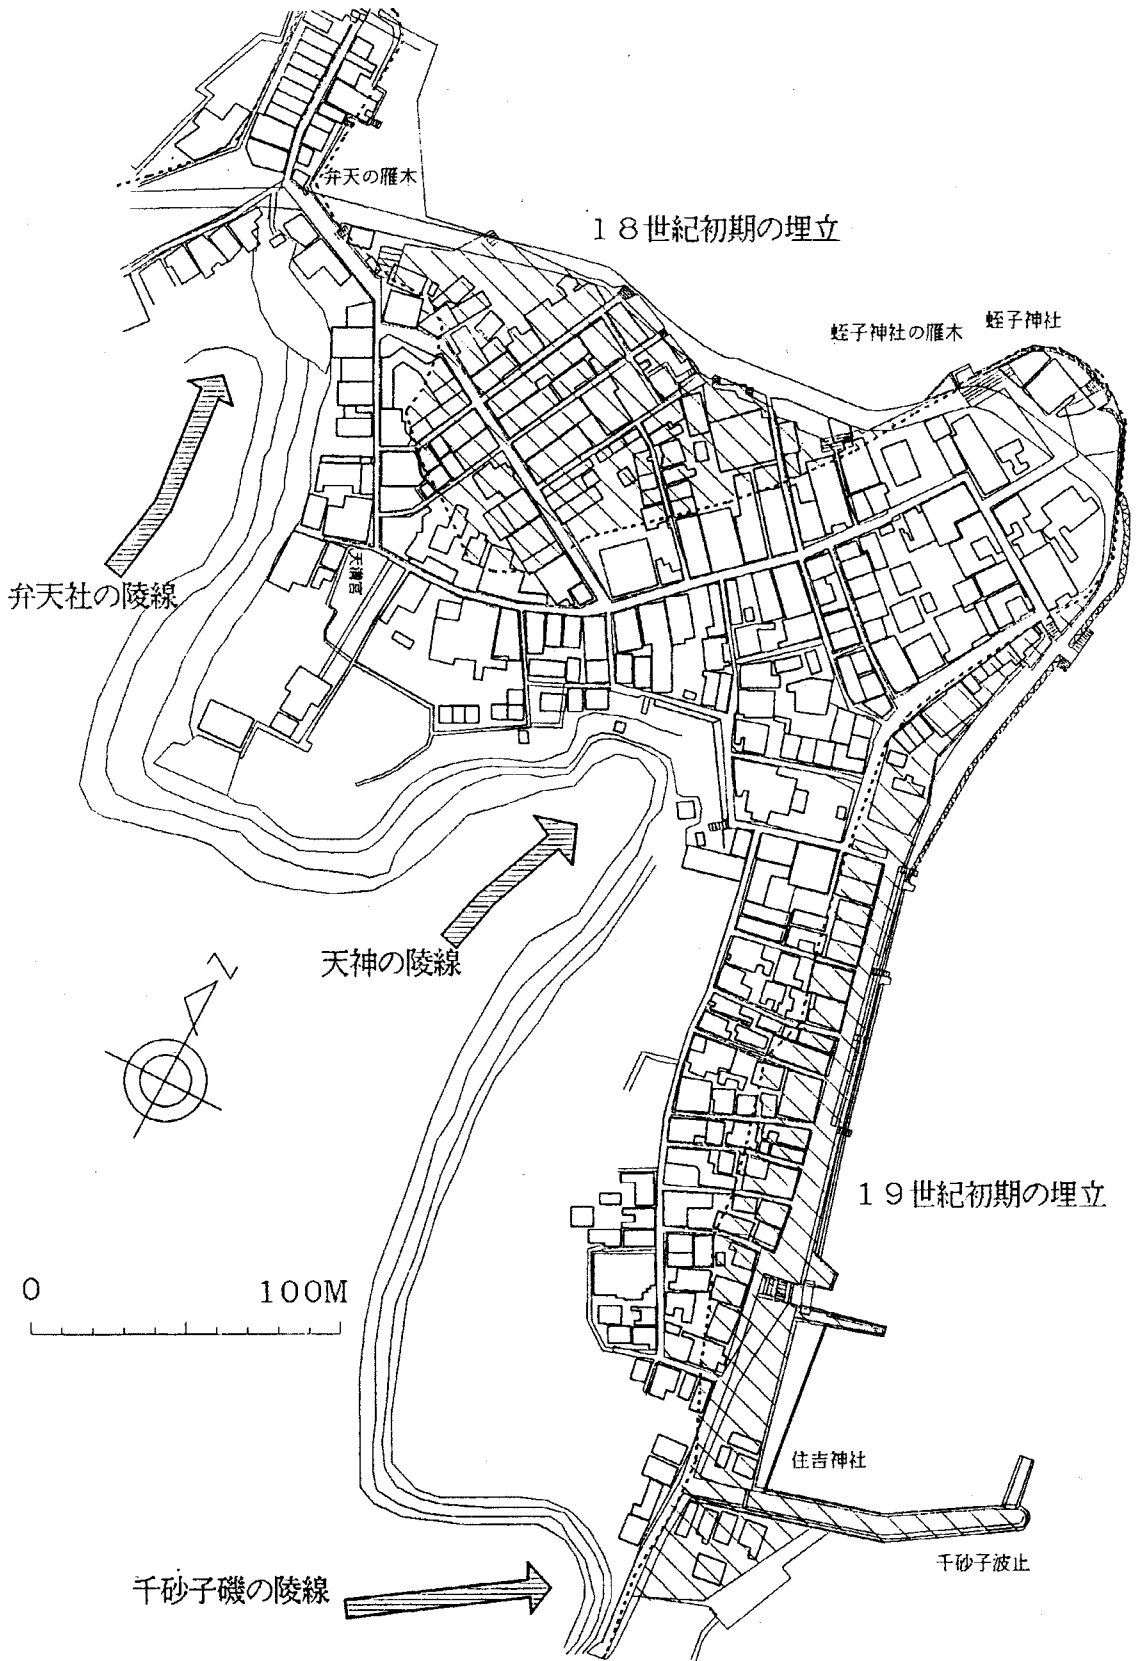 弁天の雁木
18世紀初期の埋立
蛭子神社の雁木
蛭子神社
弁天社の陵線
天満宮
天神の陵線
Z
19世紀初期の埋立
0
100M
住吉神社
千砂子波止
千砂子磯の陵線